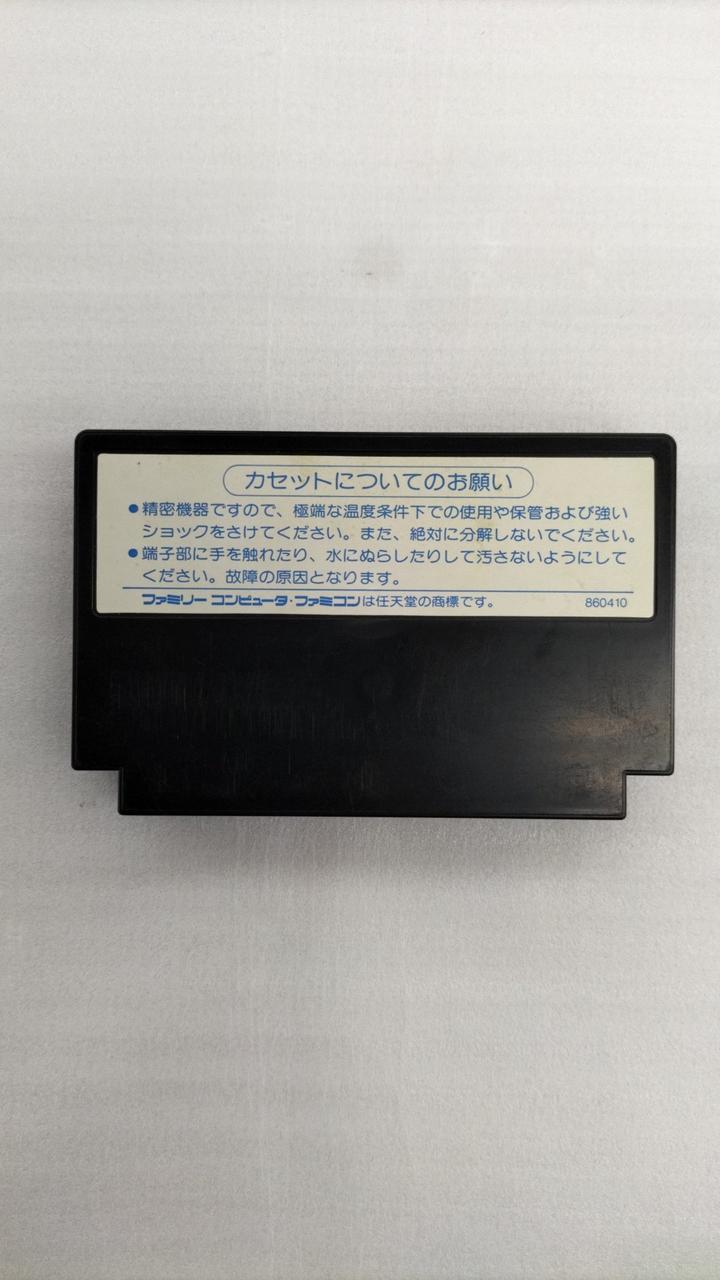 カセットについてのお願い
●精密機器ですので、極端な温度条件下での使用や保管および強い
ショックをさけてください。また、絶対に分解しないでください。
●端子部に手を触れたり、水にぬらしたりして汚さないようにして
ください。故障の原因となります。
ファミリー コンピュータ・ファミコンは任天堂の商標です。 860410